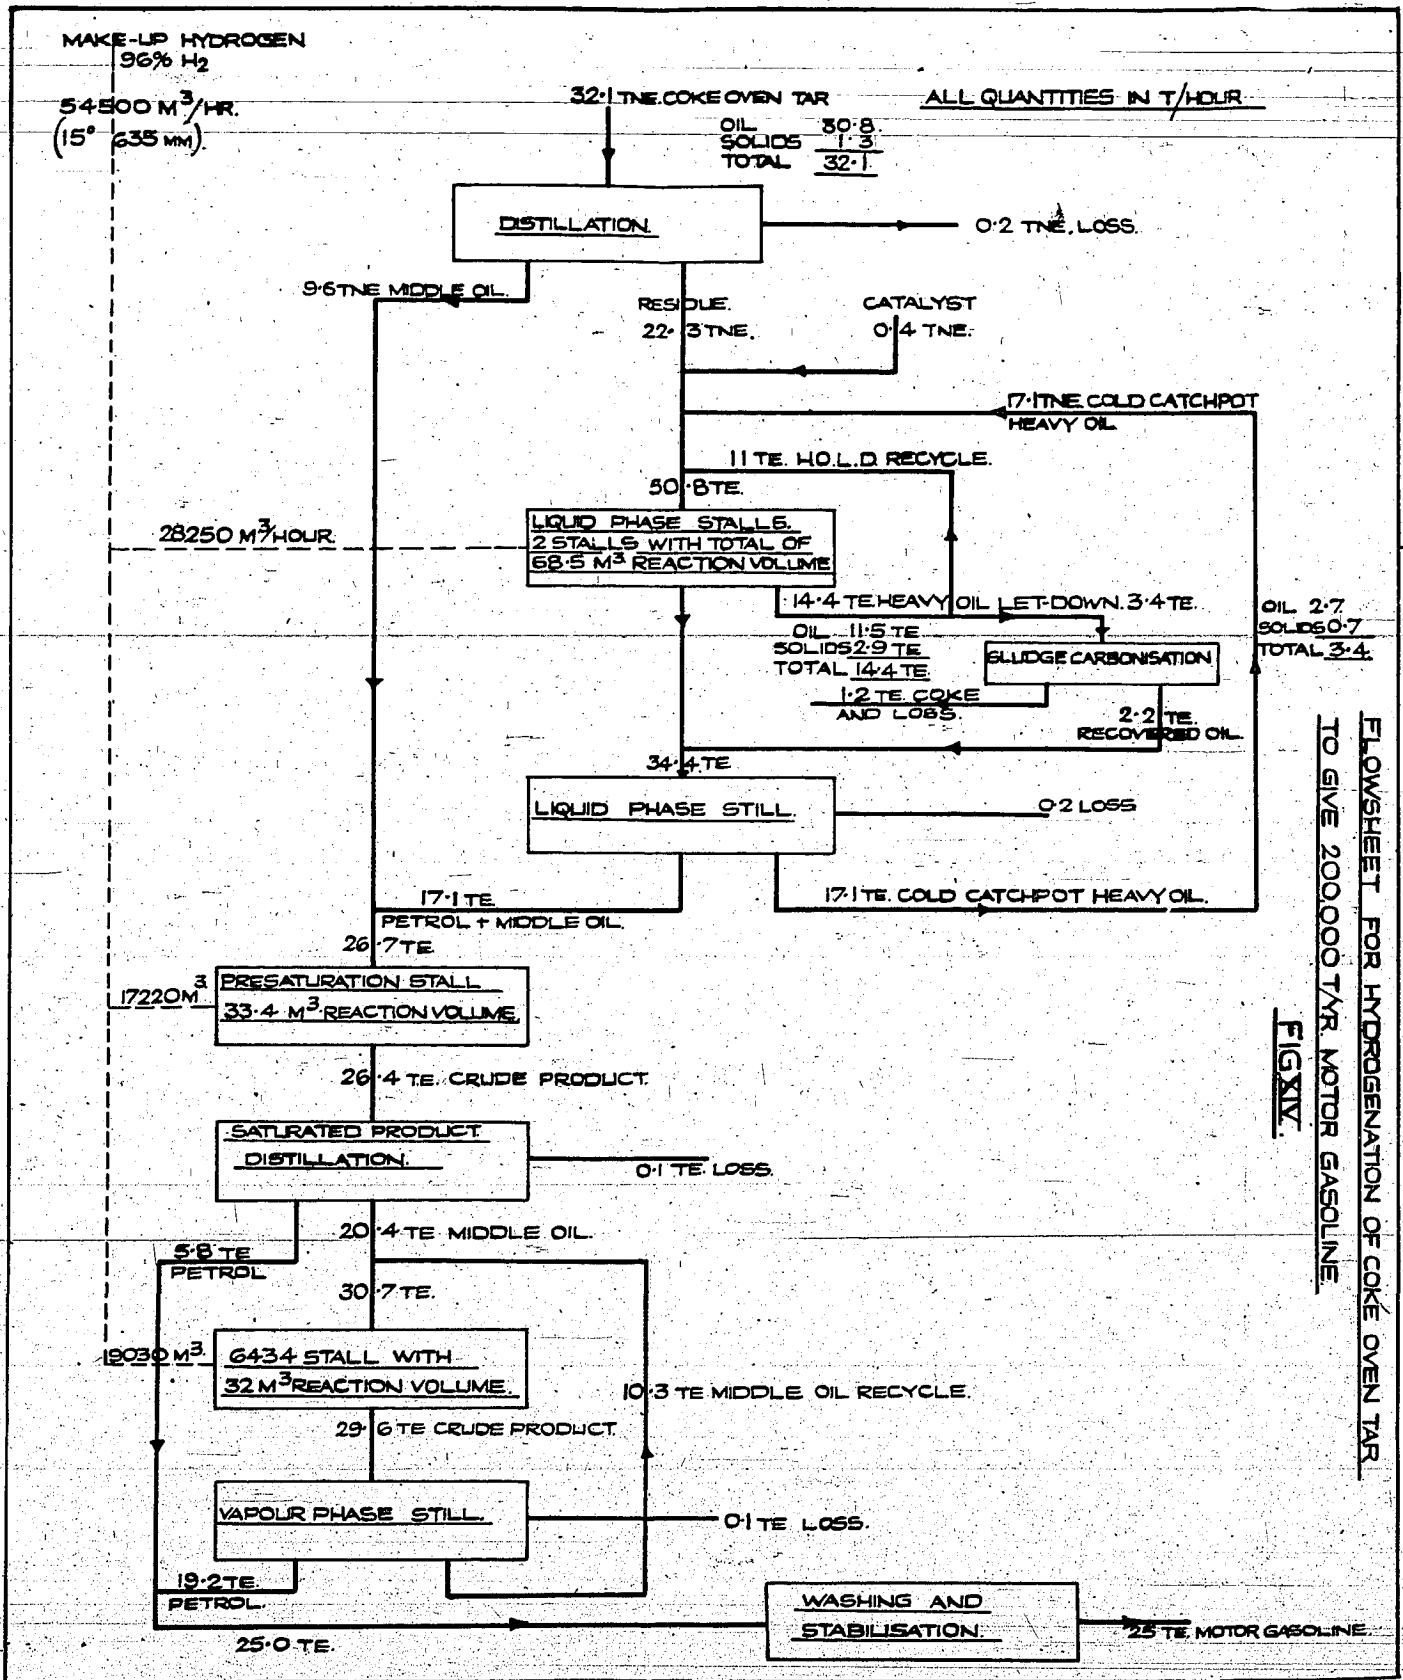 MAKE-UP HYDROGEN
96% H2
54500 M³/HR.
(15° 635 MM).
32·1 TNE. COKE OVEN TAR
ALL QUANTITIES IN T/HOUR
OIL 30·8.
SOLIDS 1·3
TOTAL 32·1
DISTILLATION.
0·2 TNE. LOSS.
9·6 TNE MIDDLE OIL.
RESIDUE.
22·3 TNE.
CATALYST
0·4 TNE.
17·1 TNE. COLD CATCHPOT
HEAVY OIL.
11 TE. H.O.L.D. RECYCLE.
50·8 TE.
28250 M³/HOUR.
LIQUID PHASE STALLS.
2 STALLS WITH TOTAL OF
68·5 M³ REACTION VOLUME
14·4 TE. HEAVY OIL LET-DOWN. 3·4 TE.
OIL 11·5 TE
SOLIDS 2·9 TE
TOTAL 14·4 TE.
OIL 2·7
SOLIDS 0·7
TOTAL 3·4
SLUDGE CARBONISATION
1·2 TE. COKE
AND LOSS.
2·2 TE.
RECOVERED OIL.
34·4 TE
LIQUID PHASE STILL.
0·2 LOSS
17·1 TE.
PETROL + MIDDLE OIL.
17·1 TE. COLD CATCHPOT HEAVY OIL.
26·7 TE
17220 M³
PRESATURATION STALL
33·4 M³ REACTION VOLUME.
26·4 TE. CRUDE PRODUCT.
SATURATED PRODUCT
DISTILLATION.
0·1 TE. LOSS.
20·4 TE MIDDLE OIL.
5·8 TE
PETROL
30·7 TE.
9030 M³.
6434 STALL WITH
32 M³ REACTION VOLUME.
10·3 TE MIDDLE OIL RECYCLE.
29·6 TE CRUDE PRODUCT.
VAPOUR PHASE STILL.
0·1 TE LOSS.
19·2 TE.
PETROL.
25·0 TE.
WASHING AND
STABILISATION.
25 TE. MOTOR GASOLINE
FLOWSHEET FOR HYDROGENATION OF COKE OVEN TAR
TO GIVE 200,000 T/YR. MOTOR GASOLINE
FIG XIV.